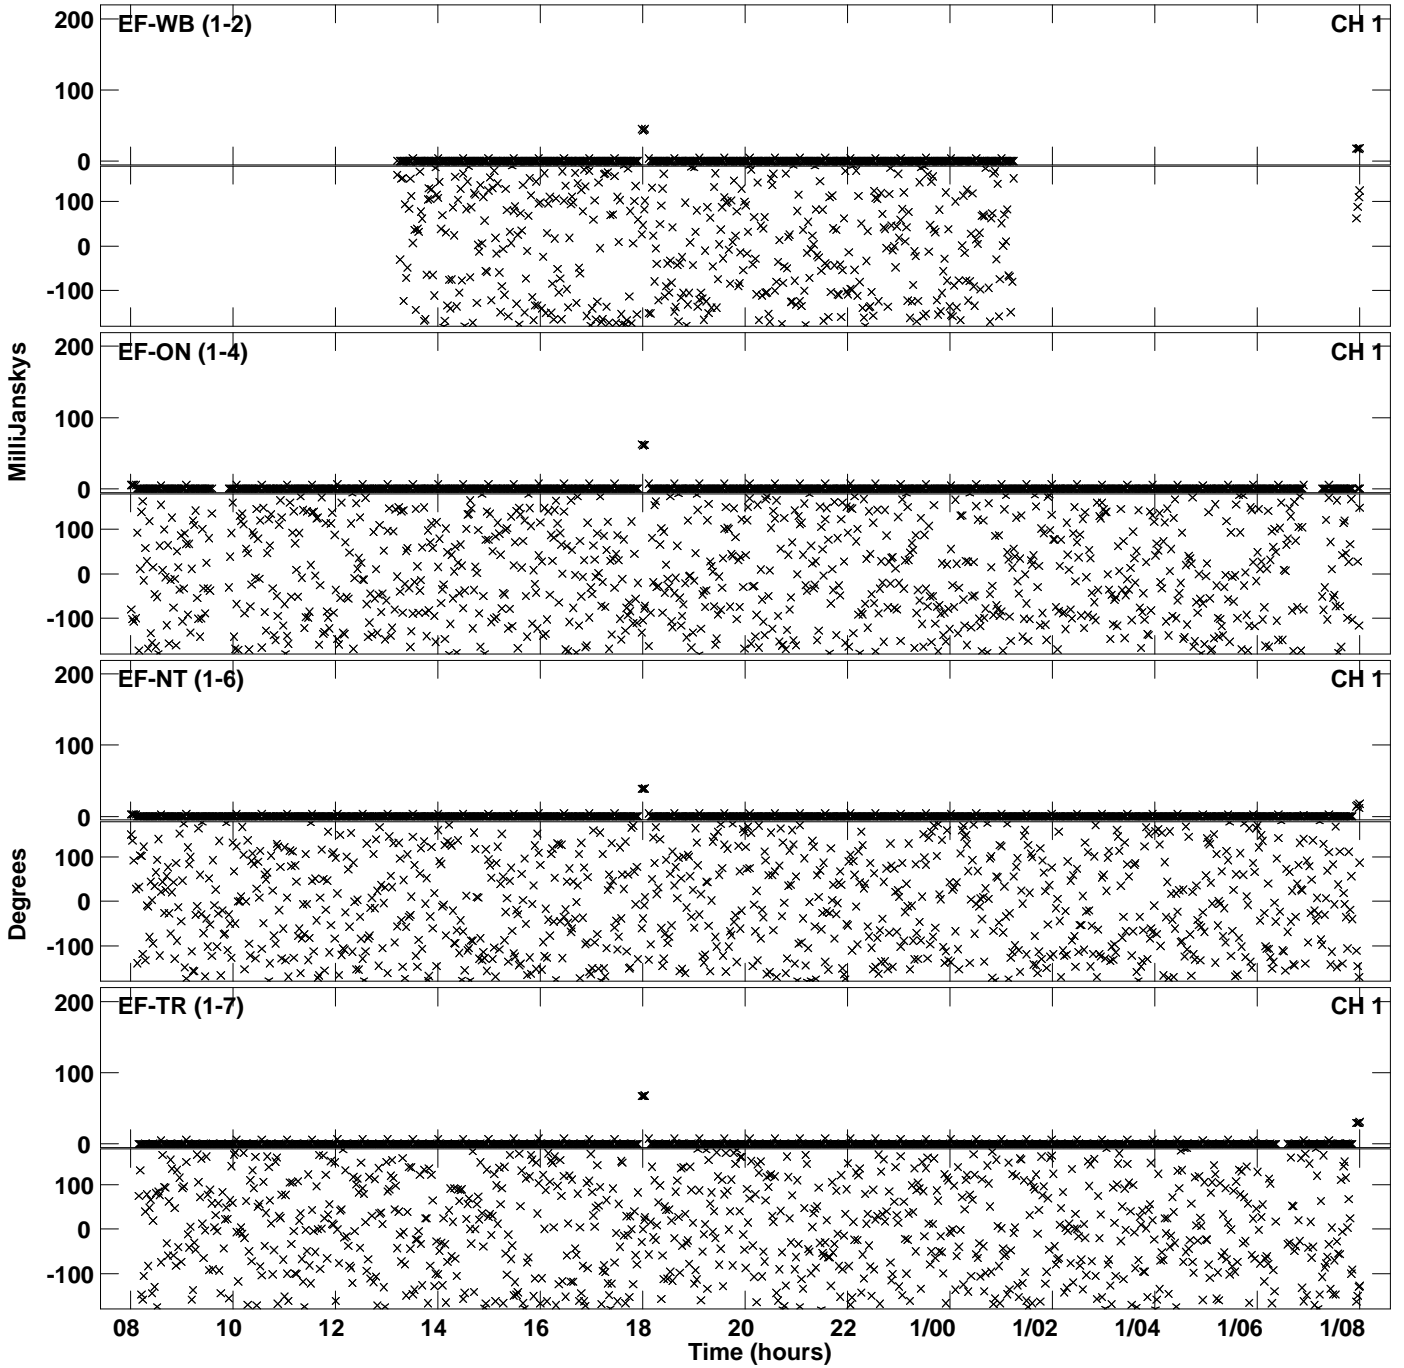 200 EF-WB (1-2) CH 1
100
0
100
0
-100
200 EF-ON (1-4) CH 1
100
0
100
0
-100
MilliJanskys
200 EF-NT (1-6) CH 1
100
0
100
0
-100
Degrees
200 EF-TR (1-7) CH 1
100
0
100
0
-100
08 10 12 14 16 18 20 22 1/00 1/02 1/04 1/06 1/08
Time (hours)